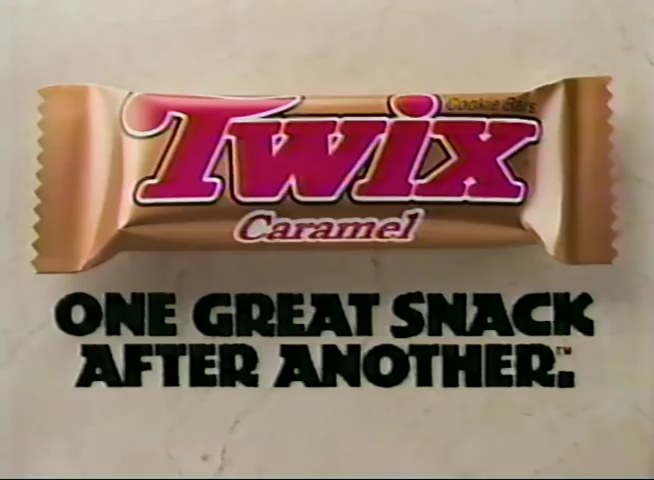 Cookie Bars
Twix
Caramel
ONE GREAT SNACK
AFTER ANOTHER.™